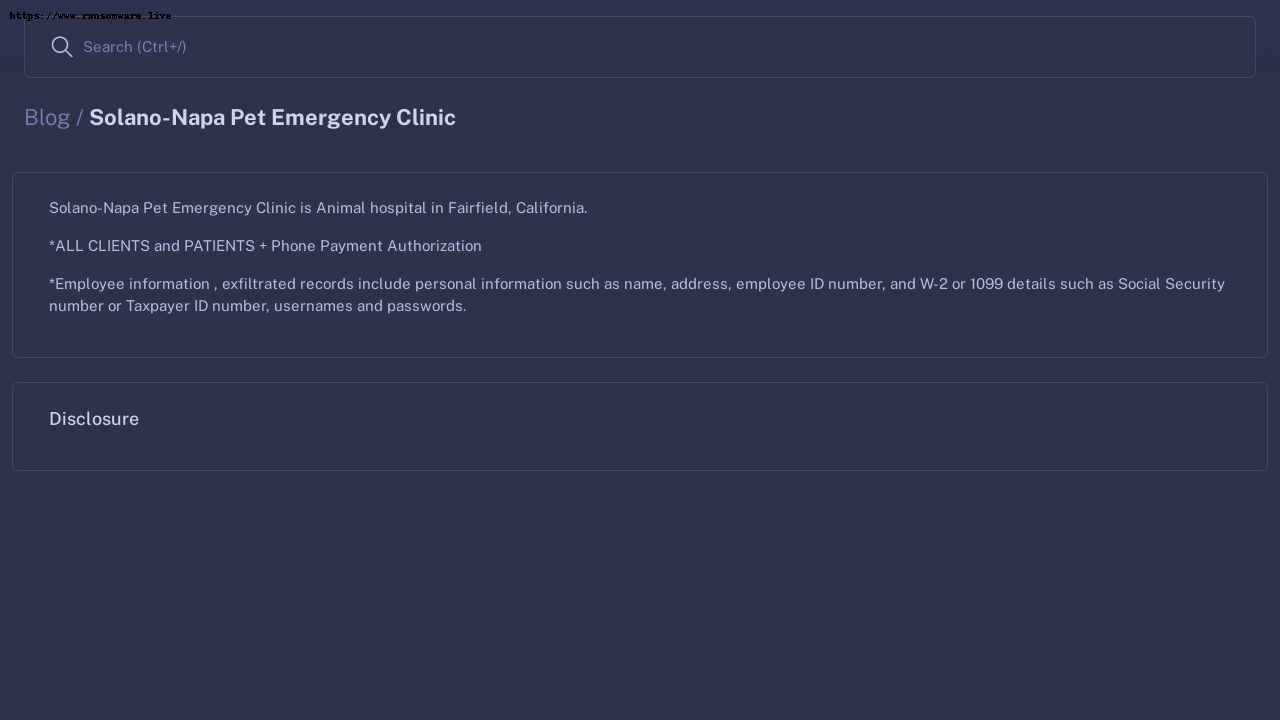 https://www.ransomware.live
Search (Ctrl+/)
Blog / Solano-Napa Pet Emergency Clinic
Solano-Napa Pet Emergency Clinic is Animal hospital in Fairfield, California.
*ALL CLIENTS and PATIENTS + Phone Payment Authorization
*Employee information , exfiltrated records include personal information such as name, address, employee ID number, and W-2 or 1099 details such as Social Security
number or Taxpayer ID number, usernames and passwords.
Disclosure